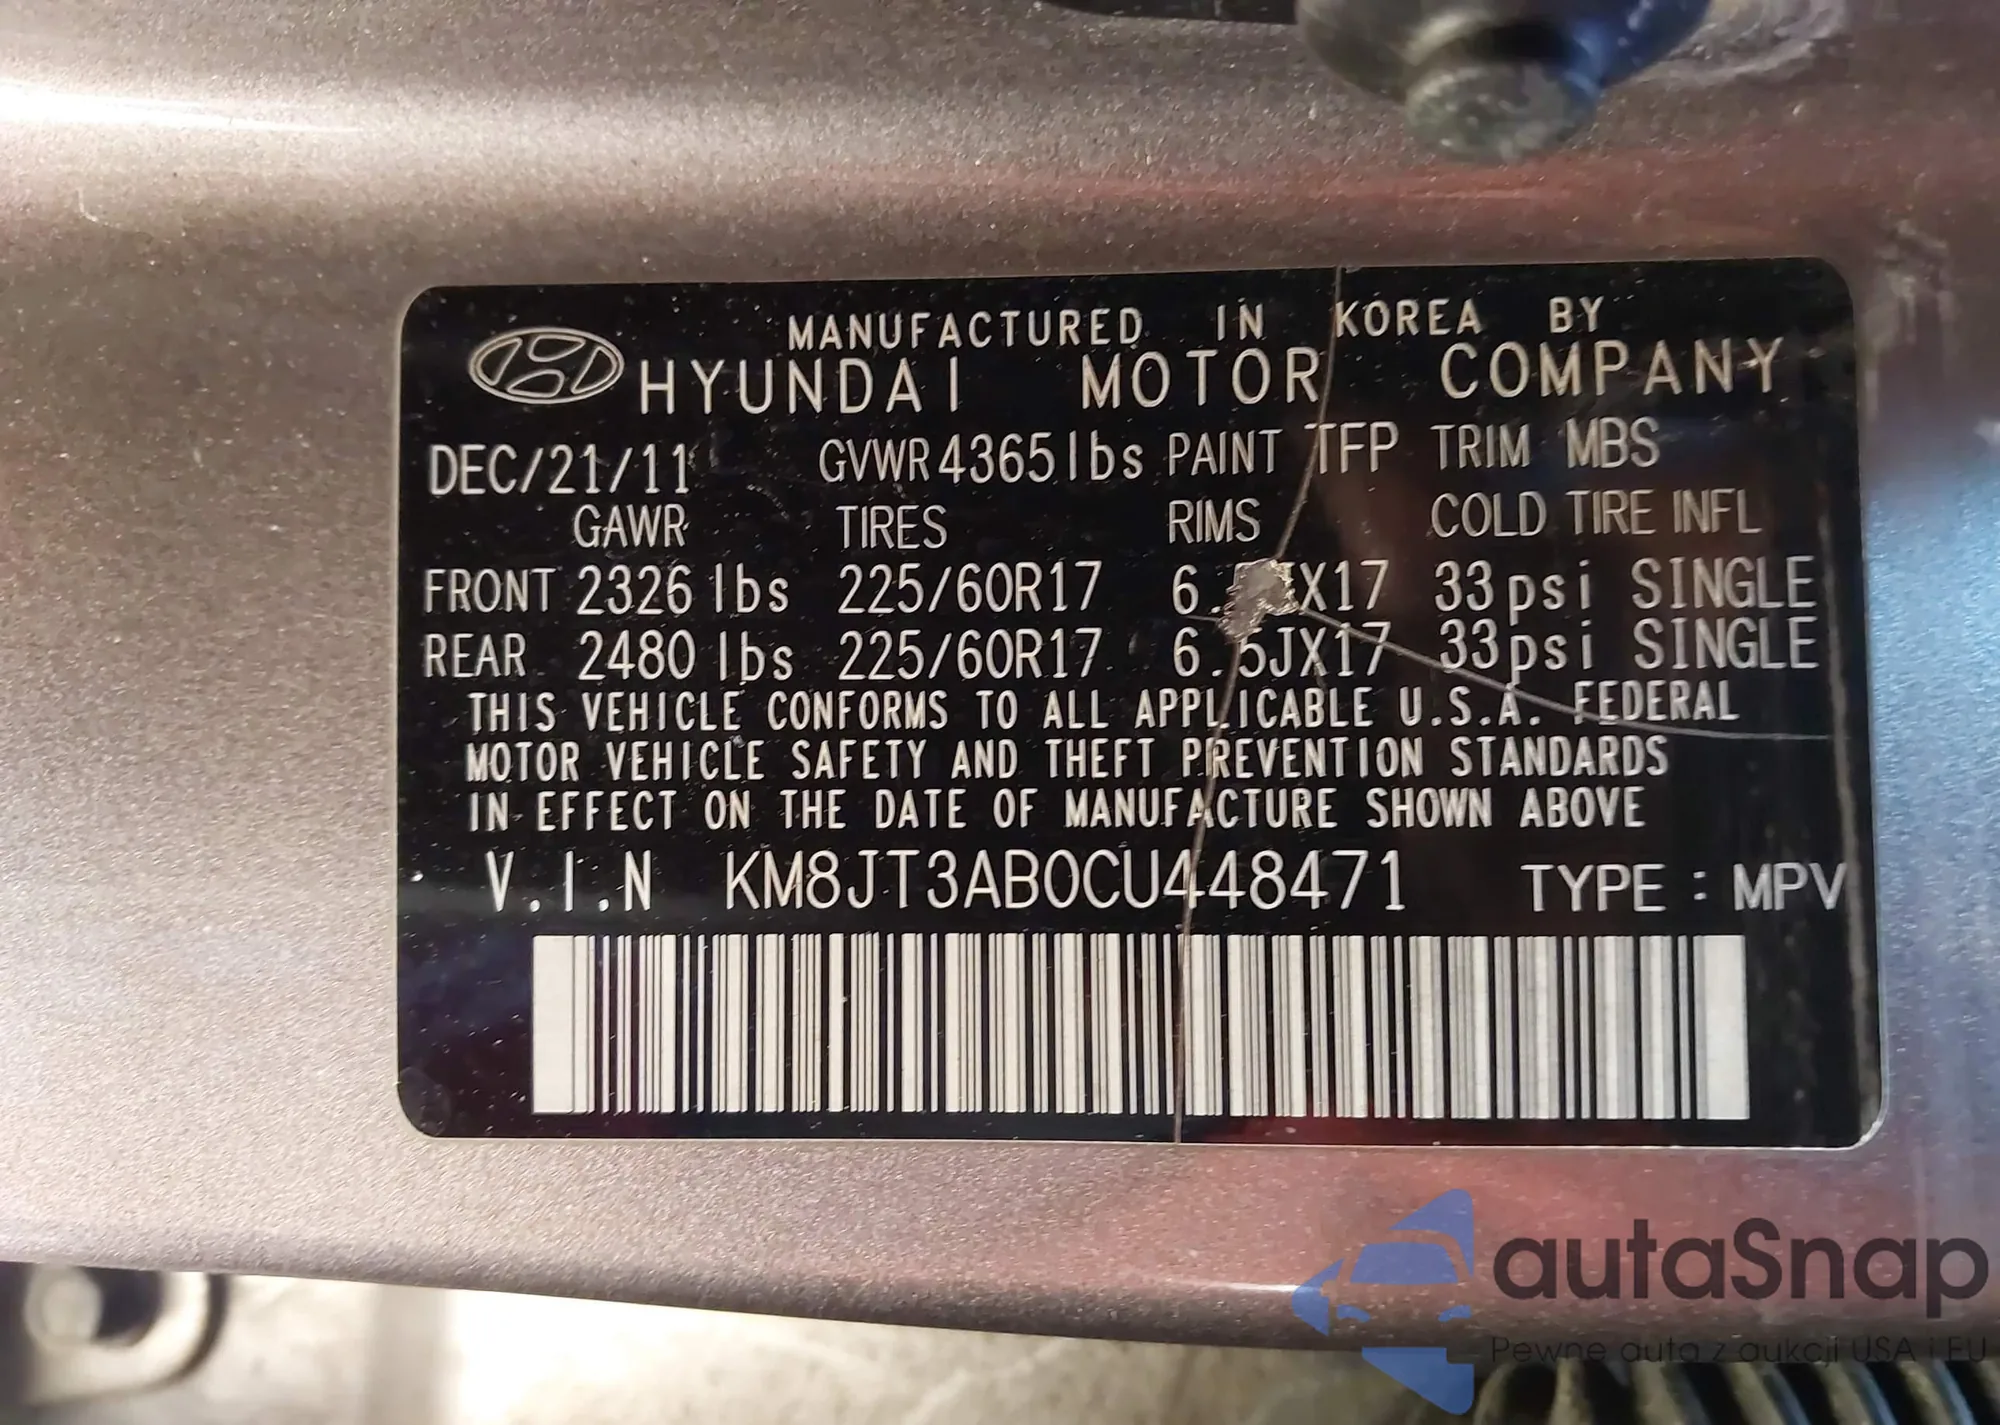 MANUFACTURED IN KOREA BY
HYUNDAI MOTOR COMPANY
DEC/21/11 GVWR 4365lbs PAINT TFP TRIM MBS
GAWR TIRES RIMS COLD TIRE INFL
FRONT 2326 lbs 225/60R17 33psi SINGLE
REAR 2480 lbs 225/60R17 6.5JX17 33psi SINGLE
THIS VEHICLE CONFORMS TO ALL APPLICABLE U.S.A. FEDERAL
MOTOR VEHICLE SAFETY AND THEFT PREVENTION STANDARDS
IN EFFECT ON THE DATE OF MANUFACTURE SHOWN ABOVE
V.I.N KM8JT3AB0CU448471 TYPE : MPV
autaSnap
Pewne auta z aukcji USA i EU